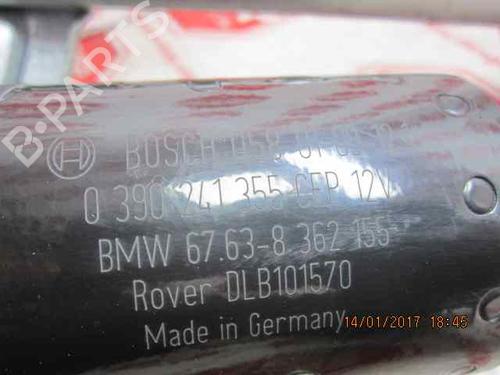 B-PARTS
BOSCH
0 390 241 355 CFP 12V
BMW 67.63-8 362 155
Rover DLB101570
Made in Germany
14/01/2017 18:45